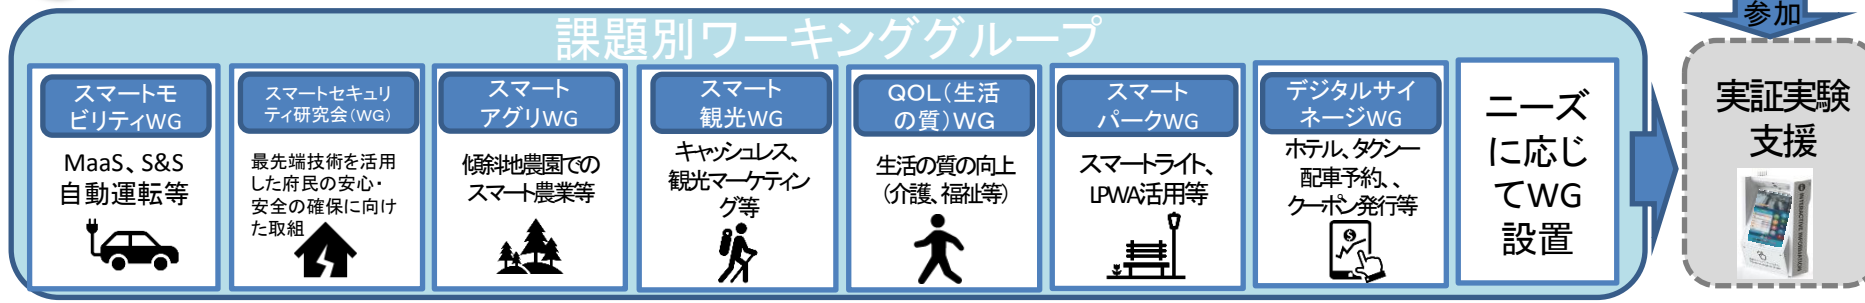 課題別ワーキンググループ
スマートモ
ビリティWG
MaaS、S&S
自動運転等
スマートセキュリ
ティ研究会(WG)
最先端技術を活用
した府民の安心・
安全の確保に向け
た取組
スマート
アグリWG
傾斜地農園での
スマート農業等
スマート
観光WG
キャッシュレス、
観光マーケティン
グ等
QOL(生活
の質)WG
生活の質の向上
(介護、福祉等)
スマート
パークWG
スマートライト、
LPWA活用等
デジタルサイ
ネージWG
ホテル、タクシー
配車予約、、
クーポン発行等
ニーズ
に応じ
てWG
設置
参加
実証実験
支援
INTERACTIVE INFORMATION